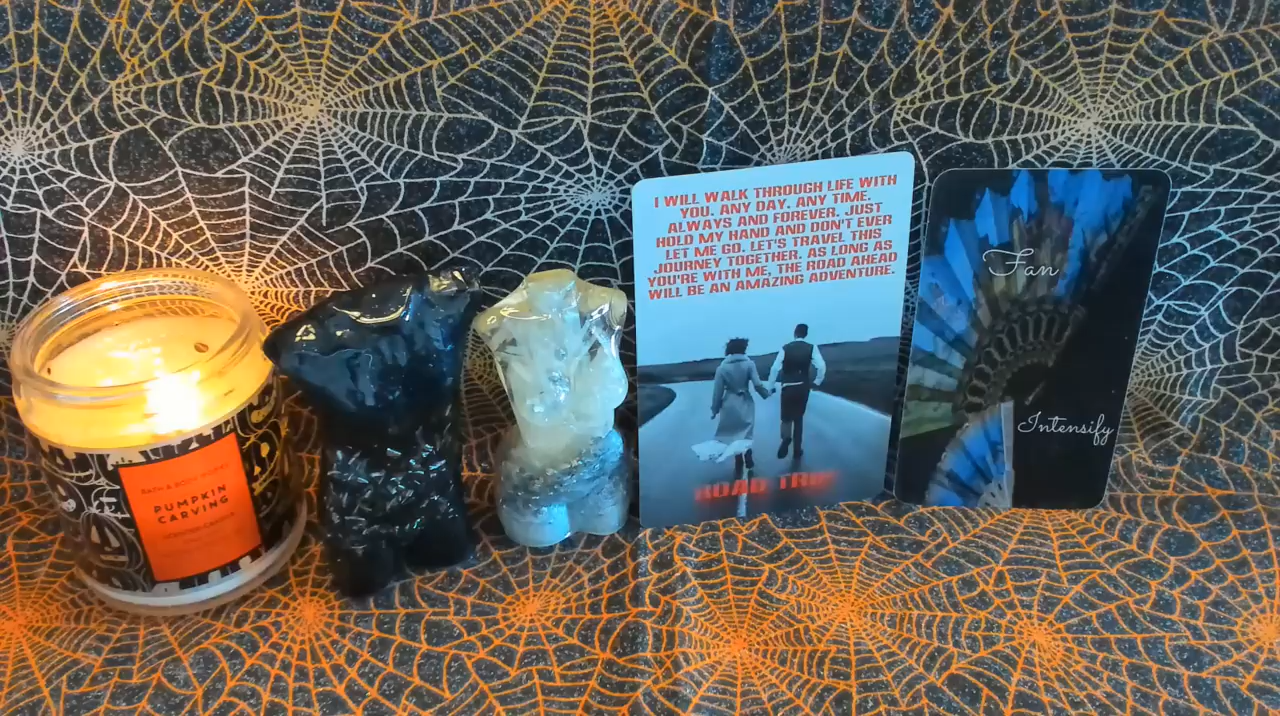 BATH & BODY WORKS
PUMPKIN
CARVING
I WILL WALK THROUGH LIFE WITH
YOU. ANY DAY. ANY TIME.
ALWAYS AND FOREVER. JUST
HOLD MY HAND AND DON'T EVER
LET ME GO. LET'S TRAVEL THIS
JOURNEY TOGETHER. AS LONG AS
YOU'RE WITH ME, THE ROAD AHEAD
WILL BE AN AMAZING ADVENTURE.
ROAD TRIP
Fan
Intensify